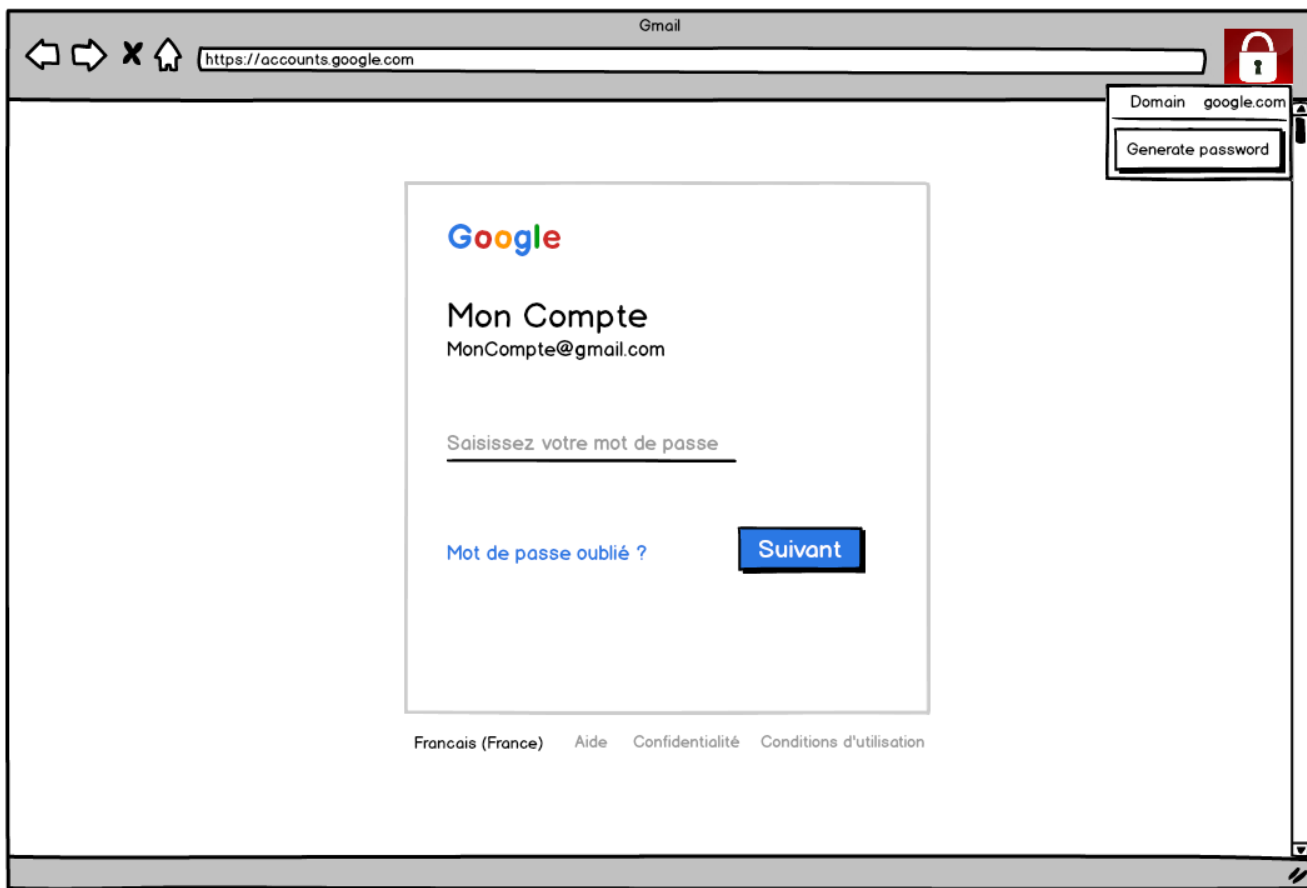 Gmail
https://accounts.google.com
Domain google.com
Generate password
Google
Mon Compte
MonCompte@gmail.com
Saisissez votre mot de passe
Mot de passe oublié ?
Suivant
Francais (France) Aide Confidentialité Conditions d'utilisation